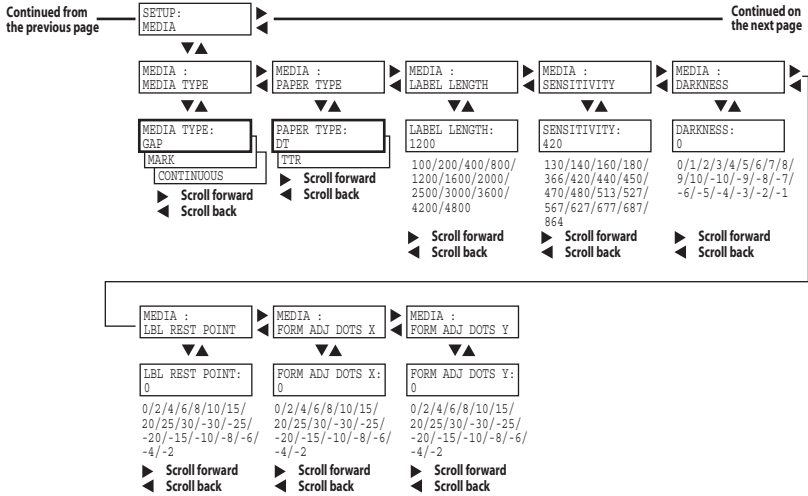 Continued from
the previous page
SETUP:
MEDIA
Continued on
the next page
MEDIA :
MEDIA TYPE
MEDIA :
PAPER TYPE
MEDIA :
LABEL LENGTH
MEDIA :
SENSITIVITY
MEDIA :
DARKNESS
MEDIA TYPE:
GAP
MARK
CONTINUOUS
Scroll forward
Scroll back
PAPER TYPE:
DT
TTR
Scroll forward
Scroll back
LABEL LENGTH:
1200
100/200/400/800/
1200/1600/2000/
2500/3000/3600/
4200/4800
Scroll forward
Scroll back
SENSITIVITY:
420
130/140/160/180/
366/420/440/450/
470/480/513/527/
567/627/677/687/
864
Scroll forward
Scroll back
DARKNESS:
0
0/1/2/3/4/5/6/7/8/
9/10/-10/-9/-8/-7/
-6/-5/-4/-3/-2/-1
Scroll forward
Scroll back
MEDIA :
LBL REST POINT
MEDIA :
FORM ADJ DOTS X
MEDIA :
FORM ADJ DOTS Y
LBL REST POINT:
0
0/2/4/6/8/10/15/
20/25/30/-30/-25/
-20/-15/-10/-8/-6/
-4/-2
Scroll forward
Scroll back
FORM ADJ DOTS X:
0
0/2/4/6/8/10/15/
20/25/30/-30/-25/
-20/-15/-10/-8/-6/
-4/-2
Scroll forward
Scroll back
FORM ADJ DOTS Y:
0
0/2/4/6/8/10/15/
20/25/30/-30/-25/
-20/-15/-10/-8/-6/
-4/-2
Scroll forward
Scroll back